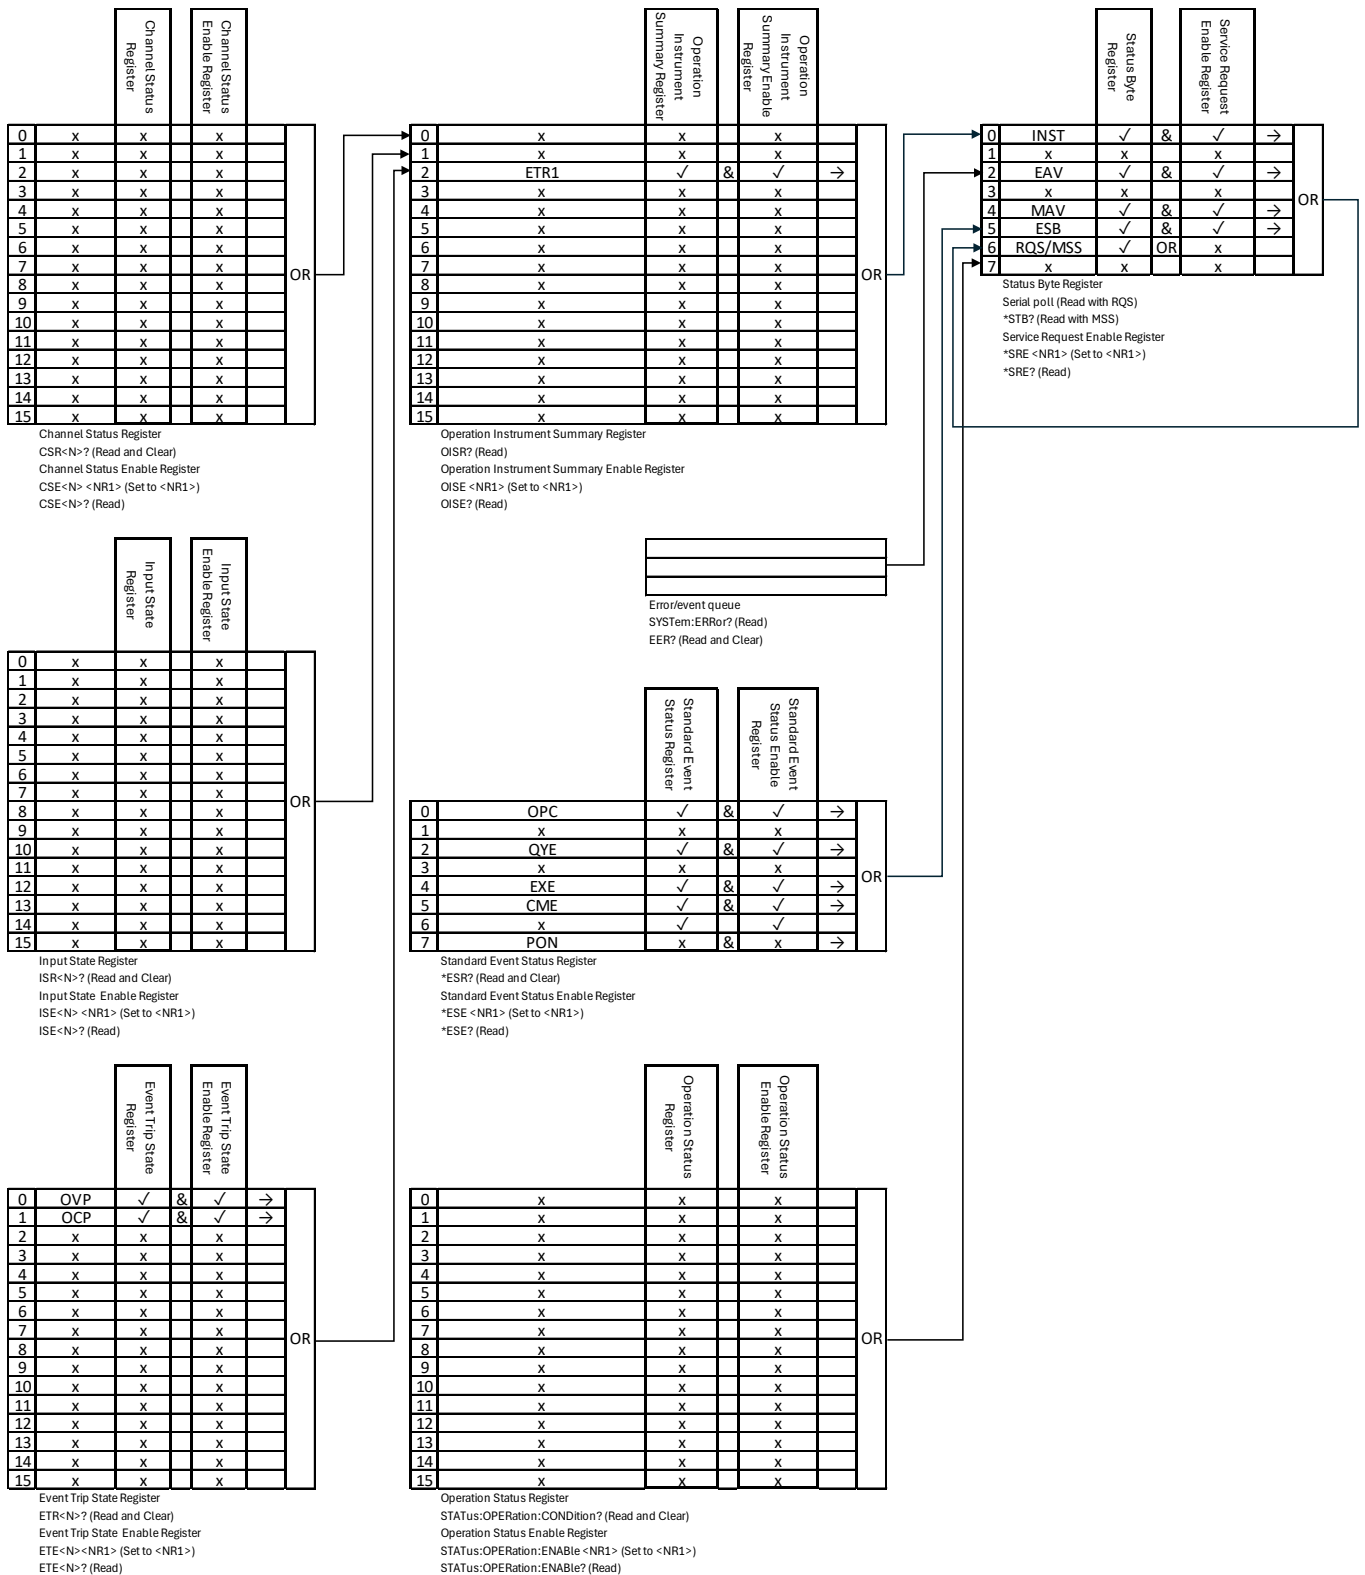 Channel Status
Register
Channel Status
Enable Register
0 x x x
1 x x x
2 x x x
3 x x x
4 x x x
5 x x x
6 x x x
7 x x x
OR
8 x x x
9 x x x
10 x x x
11 x x x
12 x x x
13 x x x
14 x x x
15 x x x
Channel Status Register
CSR<N>? (Read and Clear)
Channel Status Enable Register
CSE<N> <NR1> (Set to <NR1>)
CSE<N>? (Read)
Input State
Register
Input State
Enable Register
0 x x x
1 x x x
2 x x x
3 x x x
4 x x x
5 x x x
6 x x x
7 x x x
OR
8 x x x
9 x x x
10 x x x
11 x x x
12 x x x
13 x x x
14 x x x
15 x x x
Input State Register
ISR<N>? (Read and Clear)
Input State Enable Register
ISE<N> <NR1> (Set to <NR1>)
ISE<N>? (Read)
Event Trip State
Register
Event Trip State
Enable Register
0 OVP ✓ & ✓ →
1 OCP ✓ & ✓ →
2 x x x
3 x x x
4 x x x
5 x x x
6 x x x
7 x x x
OR
8 x x x
9 x x x
10 x x x
11 x x x
12 x x x
13 x x x
14 x x x
15 x x x
Event Trip State Register
ETR<N>? (Read and Clear)
Event Trip State Enable Register
ETE<N><NR1> (Set to <NR1>)
ETE<N>? (Read)
Operation
Instrument
Summary Register
Operation
Instrument
Summary Enable
Register
0 x x x
1 x x x
2 ETR1 ✓ & ✓ →
3 x x x
4 x x x
5 x x x
6 x x x
7 x x x
OR
8 x x x
9 x x x
10 x x x
11 x x x
12 x x x
13 x x x
14 x x x
15 x x x
Operation Instrument Summary Register
OISR? (Read)
Operation Instrument Summary Enable Register
OISE <NR1> (Set to <NR1>)
OISE? (Read)
Error/event queue
SYSTem:ERRor? (Read)
EER? (Read and Clear)
Standard Event
Status Register
Standard Event
Status Enable
Register
0 OPC ✓ & ✓ →
1 x x x
2 QYE ✓ & ✓ →
3 x x x
OR
4 EXE ✓ & ✓ →
5 CME ✓ & ✓ →
6 x ✓ ✓
7 PON x & x →
Standard Event Status Register
*ESR? (Read and Clear)
Standard Event Status Enable Register
*ESE <NR1> (Set to <NR1>)
*ESE? (Read)
Operation Status
Register
Operation Status
Enable Register
0 x x x
1 x x x
2 x x x
3 x x x
4 x x x
5 x x x
6 x x x
7 x x x
OR
8 x x x
9 x x x
10 x x x
11 x x x
12 x x x
13 x x x
14 x x x
15 x x x
Operation Status Register
STATus:OPERation:CONDition? (Read and Clear)
Operation Status Enable Register
STATus:OPERation:ENABle <NR1> (Set to <NR1>)
STATus:OPERation:ENABle? (Read)
Status Byte
Register
Service Request
Enable Register
0 INST ✓ & ✓ →
1 x x x
2 EAV ✓ & ✓ →
3 x x x
OR
4 MAV ✓ & ✓ →
5 ESB ✓ & ✓ →
6 RQS/MSS ✓ OR x
7 x x x
Status Byte Register
Serial poll (Read with RQS)
*STB? (Read with MSS)
Service Request Enable Register
*SRE <NR1> (Set to <NR1>)
*SRE? (Read)